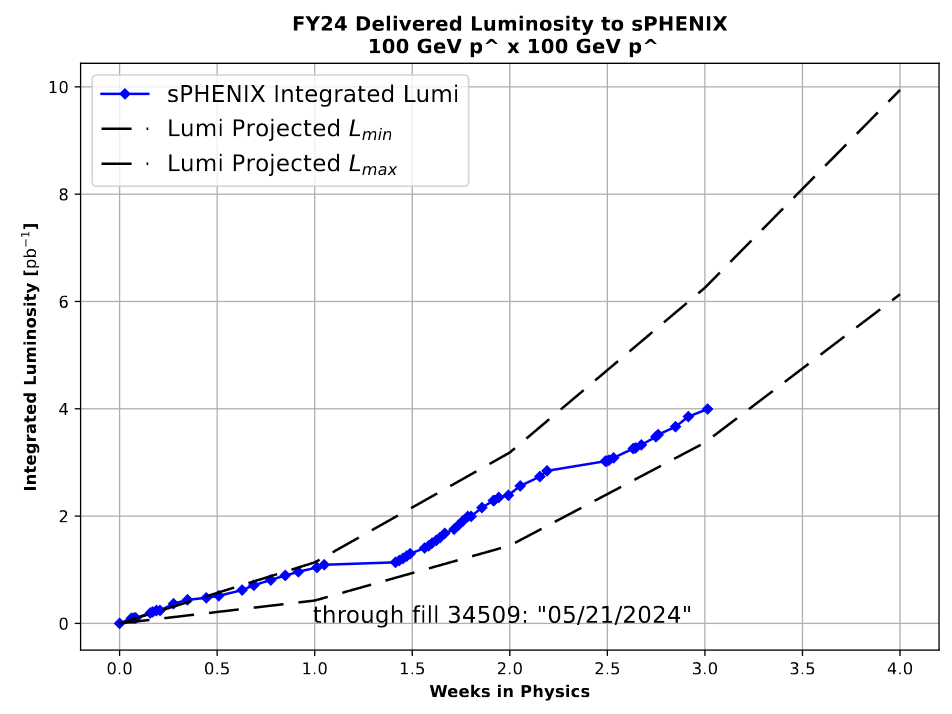 FY24 Delivered Luminosity to sPHENIX
100 GeV p^ x 100 GeV p^
sPHENIX Integrated Lumi
Lumi Projected L_min
Lumi Projected L_max
Integrated Luminosity [pb⁻¹]
10
8
6
4
2
0
through fill 34509: "05/21/2024"
0.0 0.5 1.0 1.5 2.0 2.5 3.0 3.5 4.0
Weeks in Physics